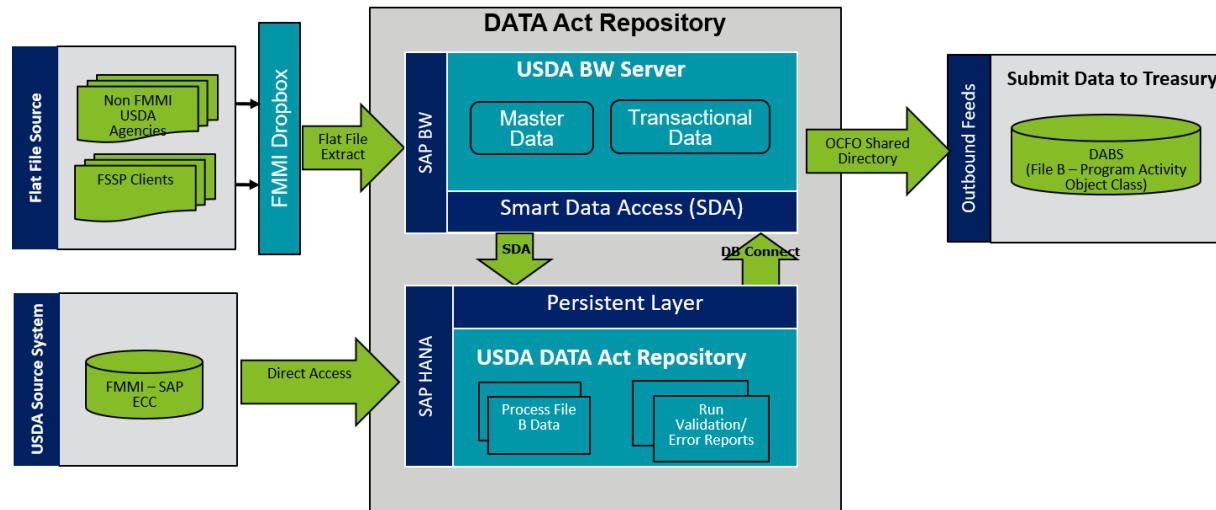 DATA Act Repository
Flat File Source
Non FMMI
USDA
Agencies
FSSP Clients
FMMI Dropbox
Flat File
Extract
SAP BW
USDA BW Server
Master
Data
Transactional
Data
Smart Data Access (SDA)
OCFO Shared
Directory
Outbound Feeds
Submit Data to Treasury
DABS
(File B – Program Activity
Object Class)
SDA
DB Connect
USDA Source System
FMMI – SAP
ECC
Direct Access
SAP HANA
Persistent Layer
USDA DATA Act Repository
Process File
B Data
Run
Validation/
Error Reports